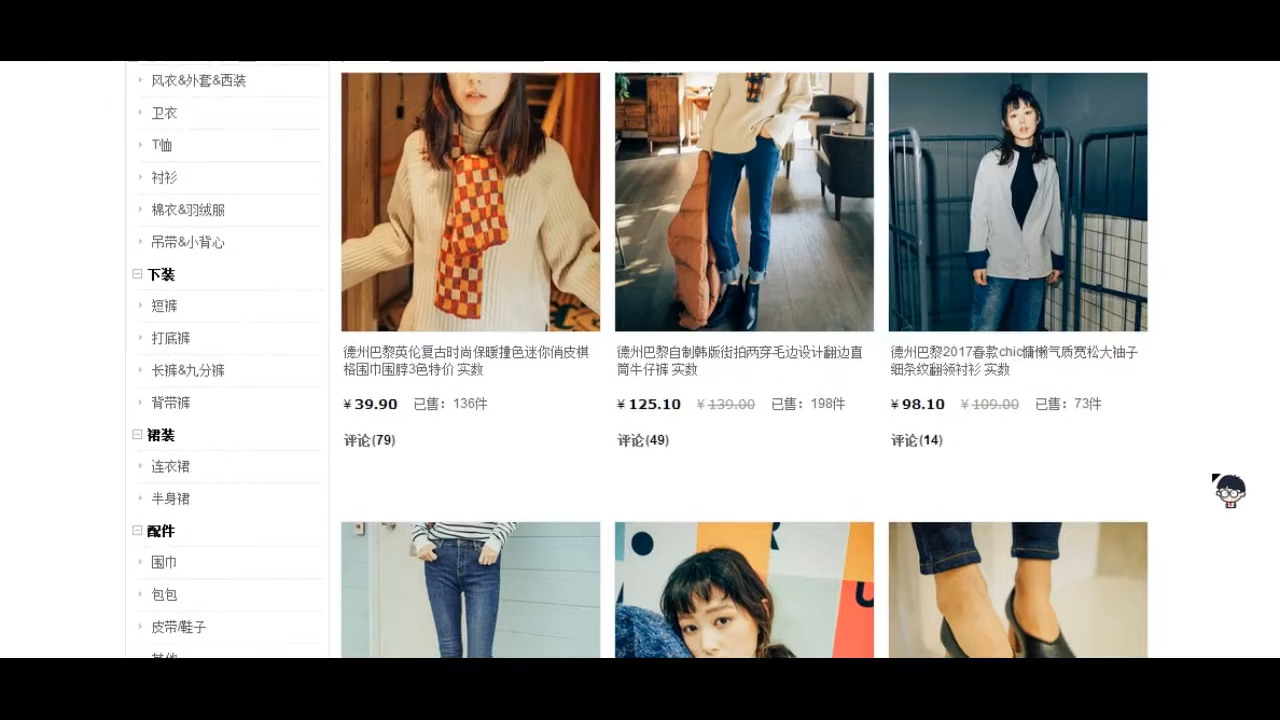 风衣&外套&西装
卫衣
T恤
衬衫
棉衣&羽绒服
吊带&小背心
下装
短裤
打底裤
长裤&九分裤
背带裤
裙装
连衣裙
半身裙
配件
围巾
包包
皮带/鞋子
其他
德州巴黎英伦复古时尚保暖撞色迷你俏皮棋
格围巾围脖3色特价 实数
¥ 39.90 已售：136件
评论(79)
德州巴黎自制韩版街拍两穿毛边设计翻边直
筒牛仔裤 实数
¥ 125.10 ¥ 139.00 已售：198件
评论(49)
德州巴黎2017春款chic慵懒气质宽松大袖子
细条纹翻领衬衫 实数
¥ 98.10 ¥ 109.00 已售：73件
评论(14)